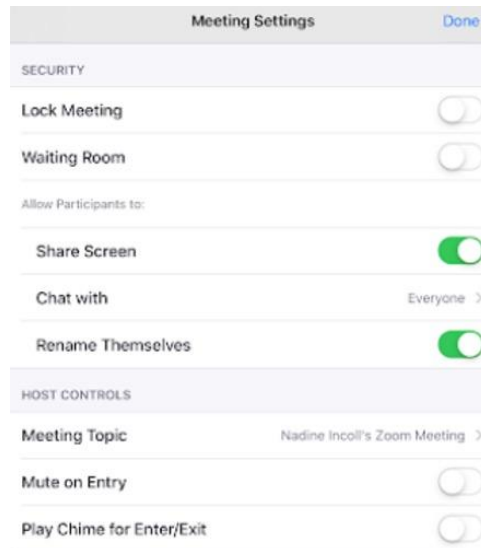 Meeting Settings Done
SECURITY
Lock Meeting
Waiting Room
Allow Participants to:
Share Screen
Chat with Everyone
Rename Themselves
HOST CONTROLS
Meeting Topic Nadine Incoll's Zoom Meeting
Mute on Entry
Play Chime for Enter/Exit